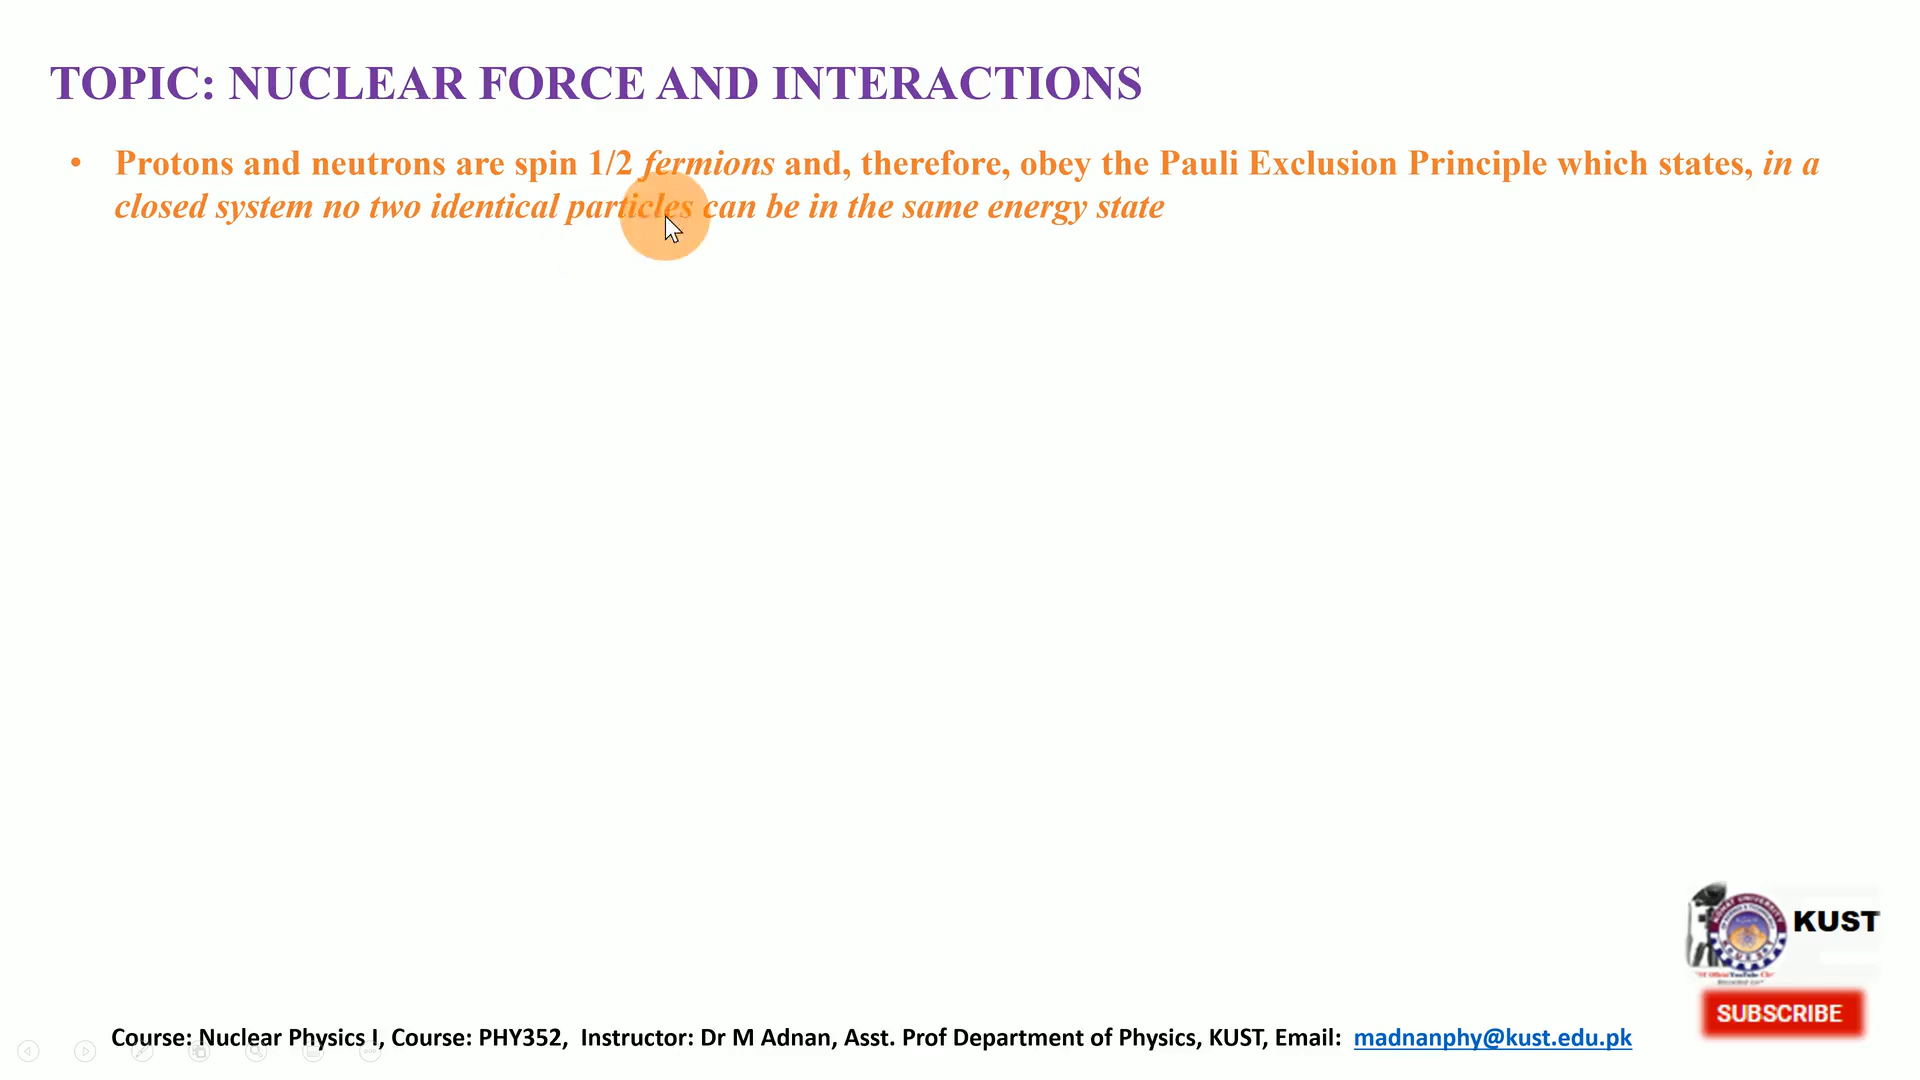 TOPIC: NUCLEAR FORCE AND INTERACTIONS
• Protons and neutrons are spin 1/2 fermions and, therefore, obey the Pauli Exclusion Principle which states, in a
closed system no two identical particles can be in the same energy state
KUST
SUBSCRIBE
Course: Nuclear Physics I, Course: PHY352, Instructor: Dr M Adnan, Asst. Prof Department of Physics, KUST, Email: madnanphy@kust.edu.pk